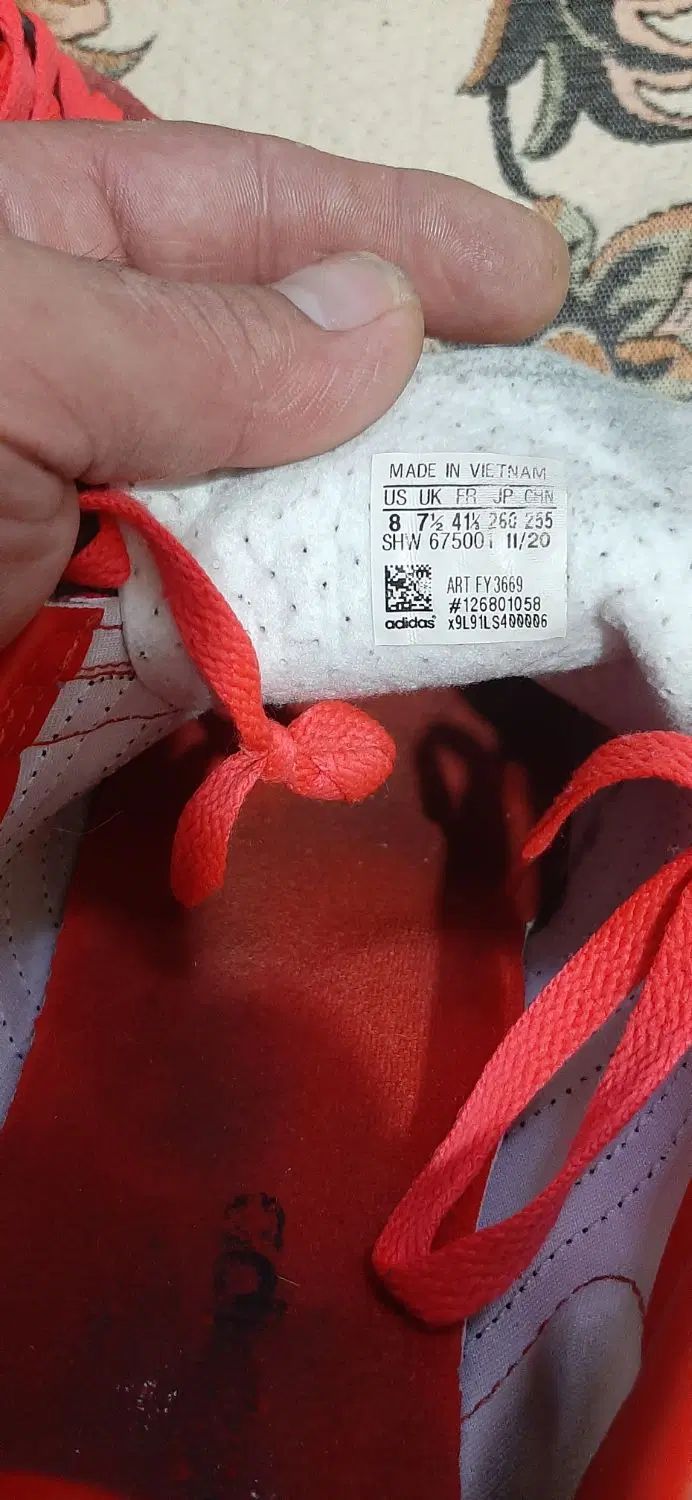 MADE IN VIETNAM
US UK FR JP CHN
8 7½ 41⅓ 260 255
SHW 675001 11/20
ART FY3669
#126801058
adidas
x9L91LS400006